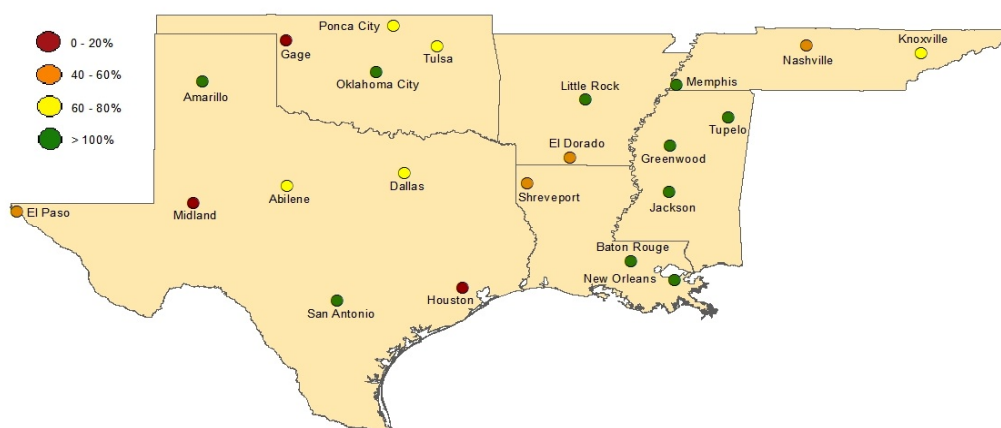 0 - 20%
40 - 60%
60 - 80%
> 100%
Ponca City
Gage
Tulsa
Oklahoma City
Amarillo
Nashville
Knoxville
Little Rock
Memphis
Tupelo
El Dorado
Greenwood
Dallas
Abilene
Shreveport
Jackson
El Paso
Midland
Baton Rouge
New Orleans
Houston
San Antonio